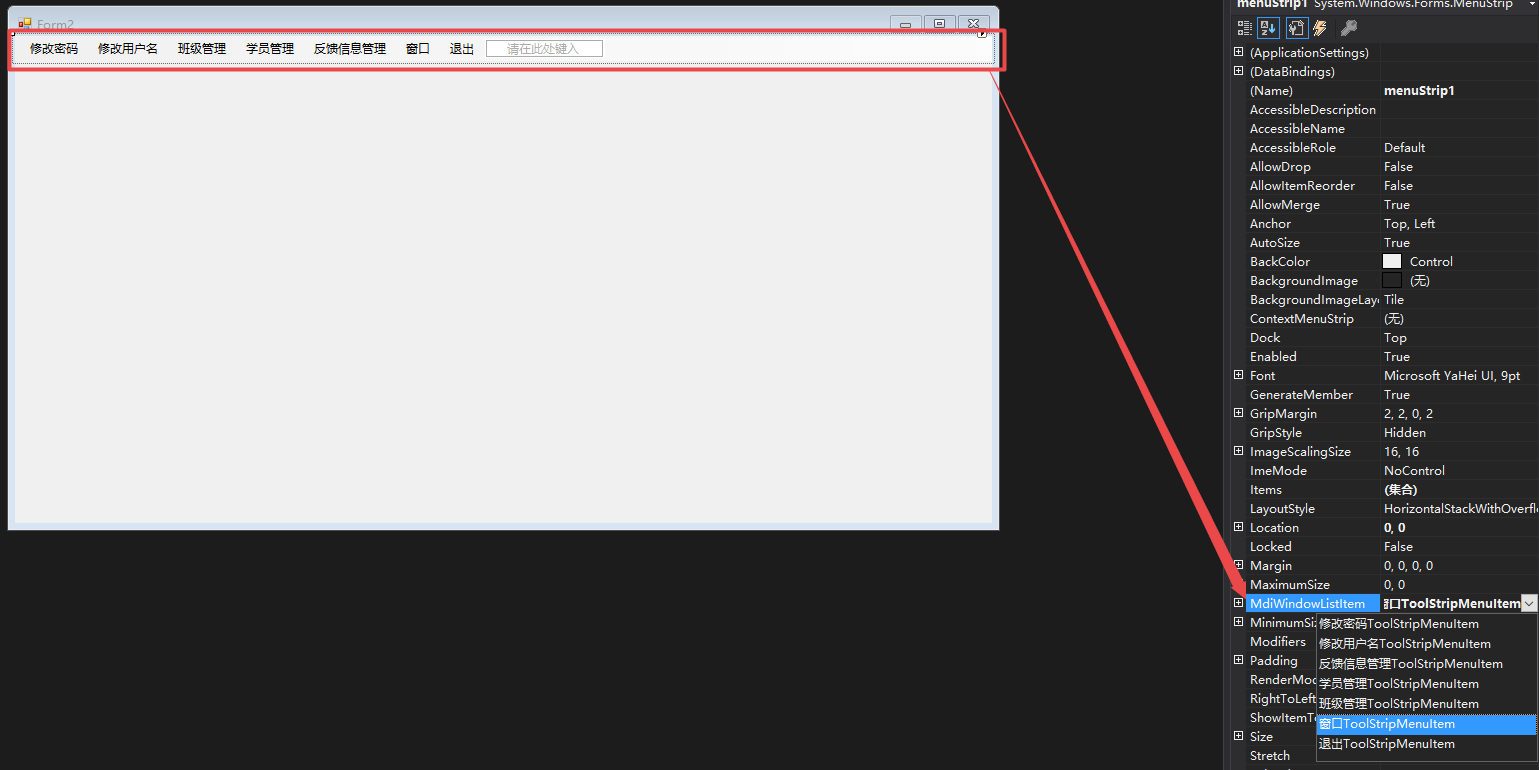 menuStrip1 System.Windows.Forms.MenuStrip
Form2
修改密码 修改用户名 班级管理 学员管理 反馈信息管理 窗口 退出 请在此处键入
(ApplicationSettings)
(DataBindings)
(Name) menuStrip1
AccessibleDescription
AccessibleName
AccessibleRole Default
AllowDrop False
AllowItemReorder False
AllowMerge True
Anchor Top, Left
AutoSize True
BackColor Control
BackgroundImage (无)
BackgroundImageLay Tile
ContextMenuStrip (无)
Dock Top
Enabled True
Font Microsoft YaHei UI, 9pt
GenerateMember True
GripMargin 2, 2, 0, 2
GripStyle Hidden
ImageScalingSize 16, 16
ImeMode NoControl
Items (集合)
LayoutStyle HorizontalStackWithOverfl
Location 0, 0
Locked False
Margin 0, 0, 0, 0
MaximumSize 0, 0
MdiWindowListItem 窗口ToolStripMenuItem
MinimumSi 修改密码ToolStripMenuItem
Modifiers 修改用户名ToolStripMenuItem
Padding 反馈信息管理ToolStripMenuItem
RenderMo 学员管理ToolStripMenuItem
RightToLeft 班级管理ToolStripMenuItem
ShowItemT 窗口ToolStripMenuItem
Size 退出ToolStripMenuItem
Stretch